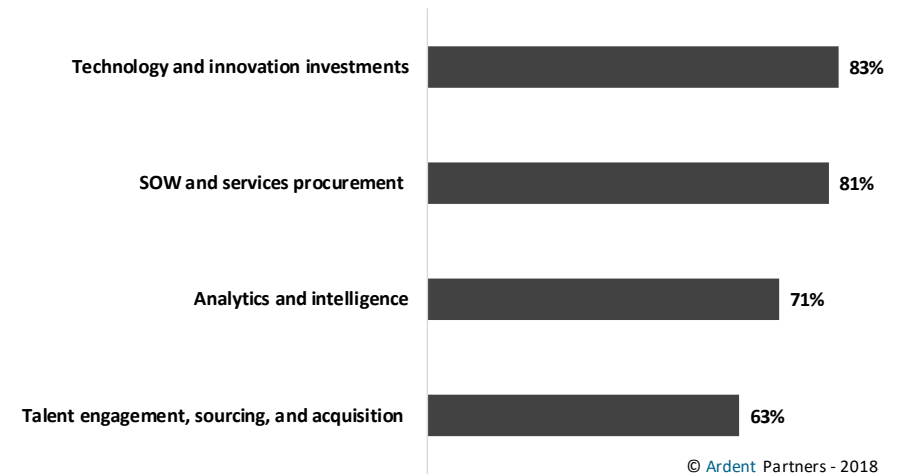 Technology and innovation investments 83%
SOW and services procurement 81%
Analytics and intelligence 71%
Talent engagement, sourcing, and acquisition 63%
© Ardent Partners - 2018